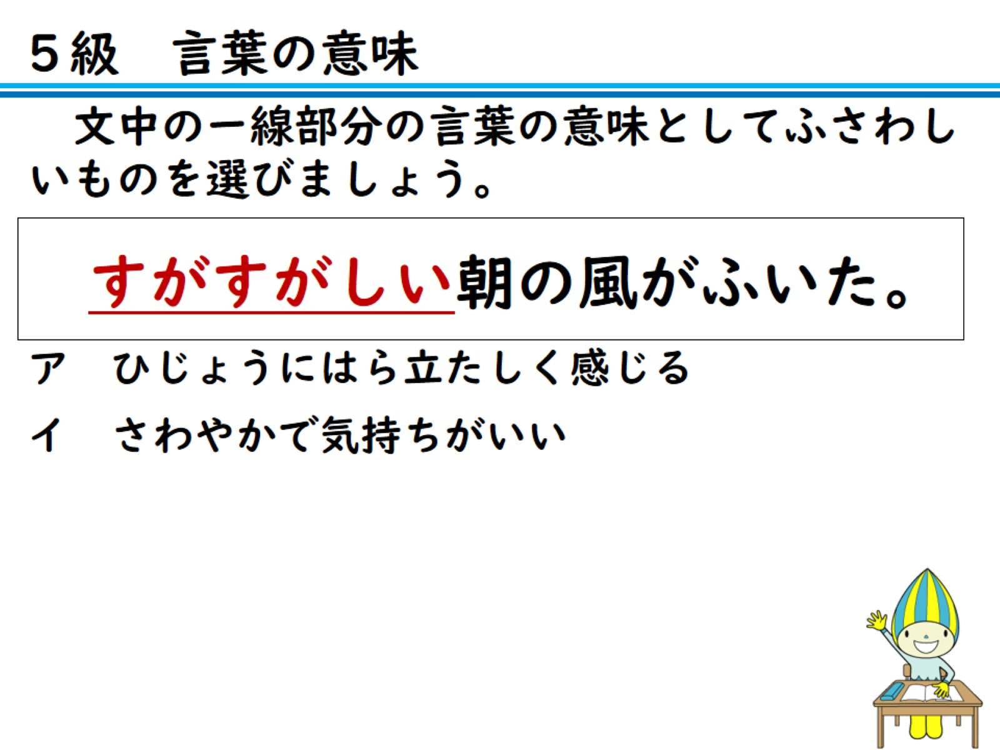 ５級　言葉の意味
文中の一線部分の言葉の意味としてふさわし
いものを選びましょう。
すがすがしい朝の風がふいた。
ア　ひじょうにはら立たしく感じる
イ　さわやかで気持ちがいい